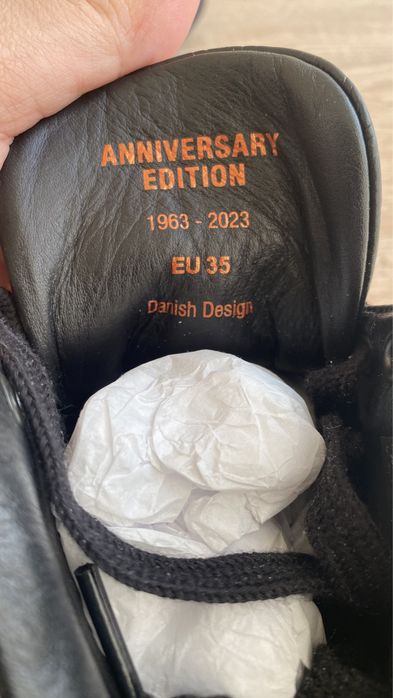 ANNIVERSARY
EDITION
1963 - 2023
EU 35
Danish Design